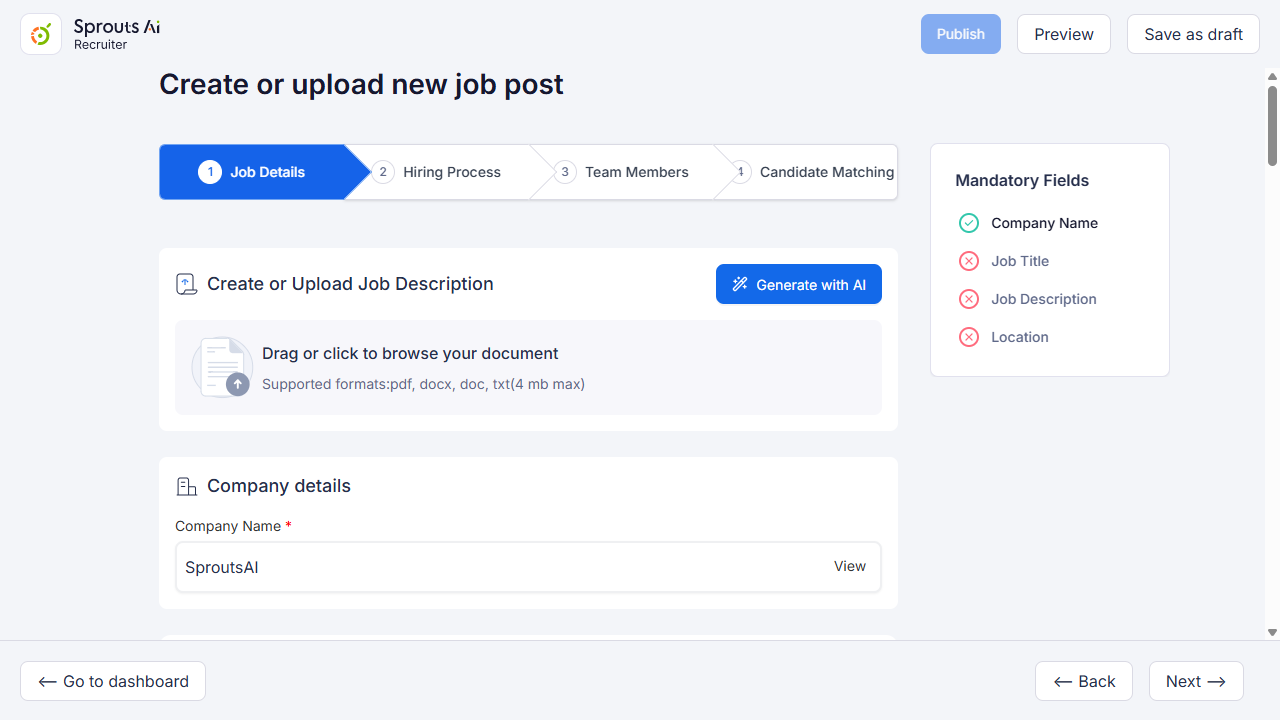 Sprouts Ai
Recruiter
Publish
Preview
Save as draft
Create or upload new job post
1 Job Details
2 Hiring Process
3 Team Members
4 Candidate Matching
Mandatory Fields
Company Name
Job Title
Job Description
Location
Create or Upload Job Description
Generate with AI
Drag or click to browse your document
Supported formats:pdf, docx, doc, txt(4 mb max)
Company details
Company Name *
SproutsAI
View
Go to dashboard
Back
Next